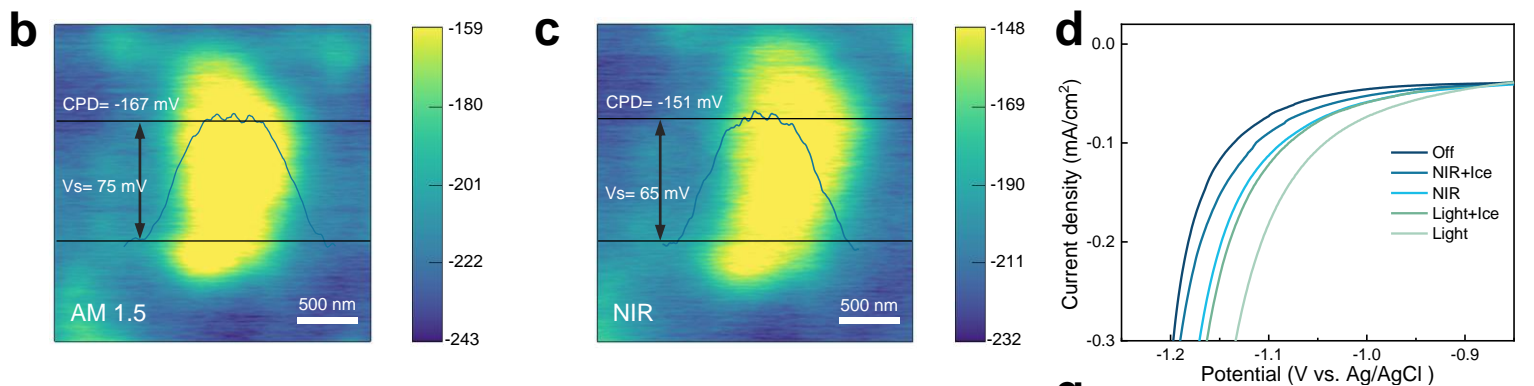 b
CPD= -167 mV
Vs= 75 mV
AM 1.5
500 nm
-159
-180
-201
-222
-243
c
CPD= -151 mV
Vs= 65 mV
NIR
500 nm
-148
-169
-190
-211
-232
d
Current density (mA/cm2)
0.0
-0.1
-0.2
-0.3
Off
NIR+Ice
NIR
Light+Ice
Light
-1.2
-1.1
-1.0
-0.9
Potential (V vs. Ag/AgCl )